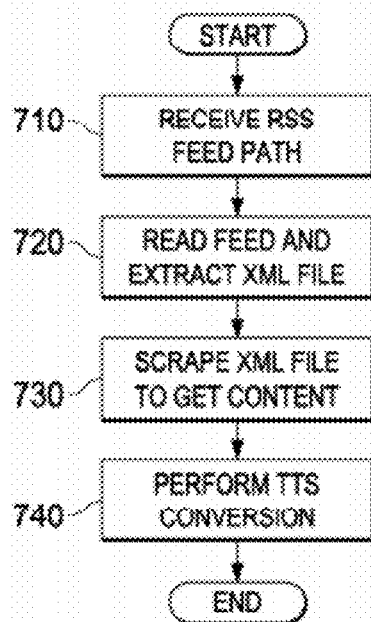 START
710
RECEIVE RSS
FEED PATH
720
READ FEED AND
EXTRACT XML FILE
730
SCRAPE XML FILE
TO GET CONTENT
740
PERFORM TTS
CONVERSION
END